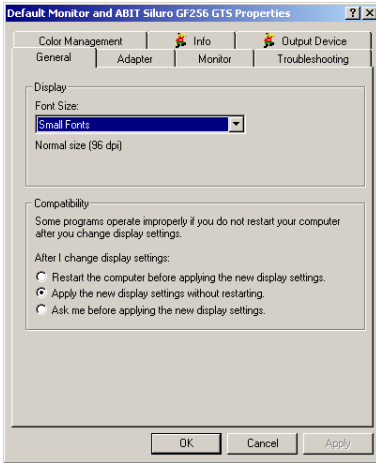 Default Monitor and ABIT Siluro GF256 GTS Properties
Color Management
Info
Output Device
General
Adapter
Monitor
Troubleshooting
Display
Font Size:
Small Fonts
Normal size (96 dpi)
Compatibility
Some programs operate improperly if you do not restart your computer
after you change display settings.
After I change display settings:
Restart the computer before applying the new display settings.
Apply the new display settings without restarting.
Ask me before applying the new display settings.
OK
Cancel
Apply